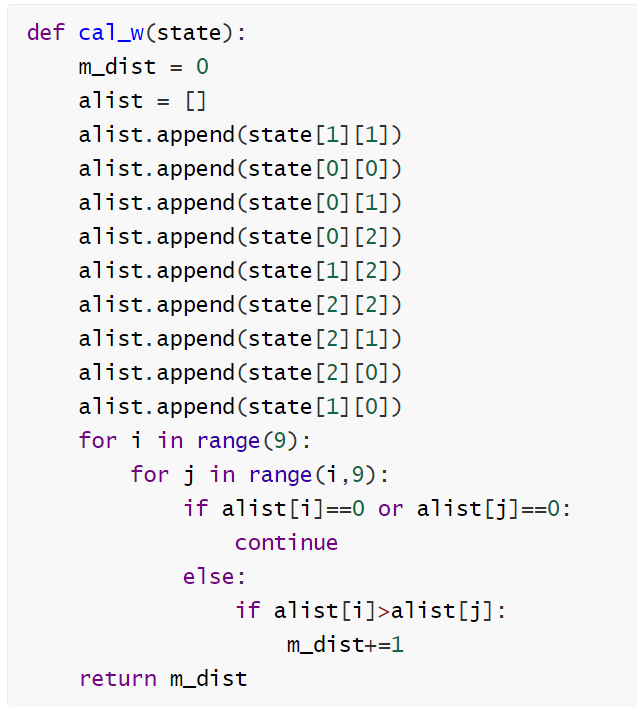 def cal_w(state):
    m_dist = 0
    alist = []
    alist.append(state[1][1])
    alist.append(state[0][0])
    alist.append(state[0][1])
    alist.append(state[0][2])
    alist.append(state[1][2])
    alist.append(state[2][2])
    alist.append(state[2][1])
    alist.append(state[2][0])
    alist.append(state[1][0])
    for i in range(9):
        for j in range(i,9):
            if alist[i]==0 or alist[j]==0:
                continue
            else:
                if alist[i]>alist[j]:
                    m_dist+=1
    return m_dist